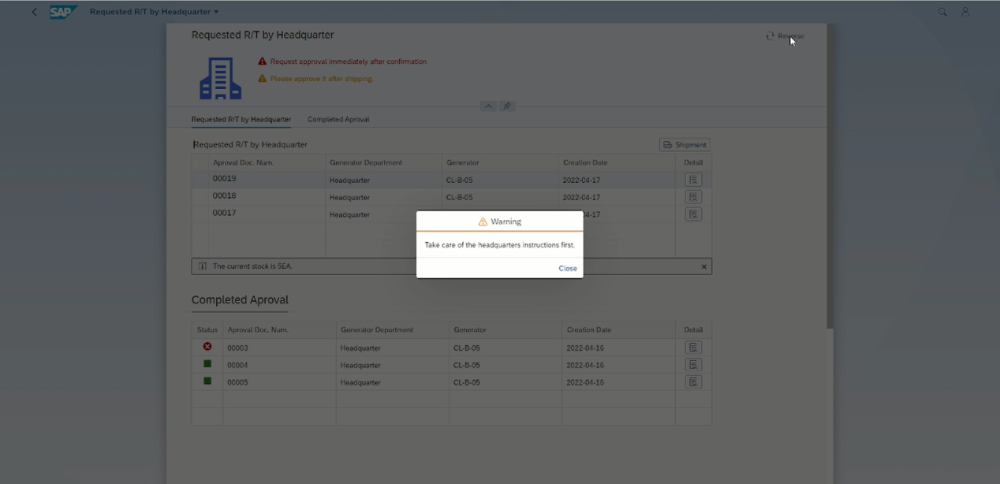 SAP Requested R/T by Headquarter
Requested R/T by Headquarter
Reverse
Request approval immediately after confirmation
Please approve it after shipping.
Requested R/T by Headquarter Completed Aproval
Requested R/T by Headquarter
Shipment
Aproval Doc. Num. Generator Department Generator Creation Date Detail
00019 Headquarter CL-B-05 2022-04-17
00018 Headquarter CL-B-05 2022-04-17
00017 Headquarter 4-17
Warning
Take care of the headquarters instructions first.
Close
The current stock is 5EA.
Completed Aproval
Status Aproval Doc. Num. Generator Department Generator Creation Date Detail
00003 Headquarter CL-B-05 2022-04-16
00004 Headquarter CL-B-05 2022-04-16
00005 Headquarter CL-B-05 2022-04-16